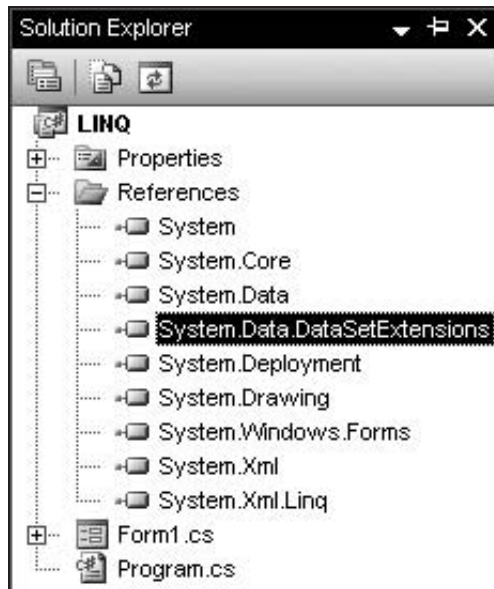 Solution Explorer
LINQ
Properties
References
System
System.Core
System.Data
System.Data.DataSetExtensions
System.Deployment
System.Drawing
System.Windows.Forms
System.Xml
System.Xml.Linq
Form1.cs
Program.cs